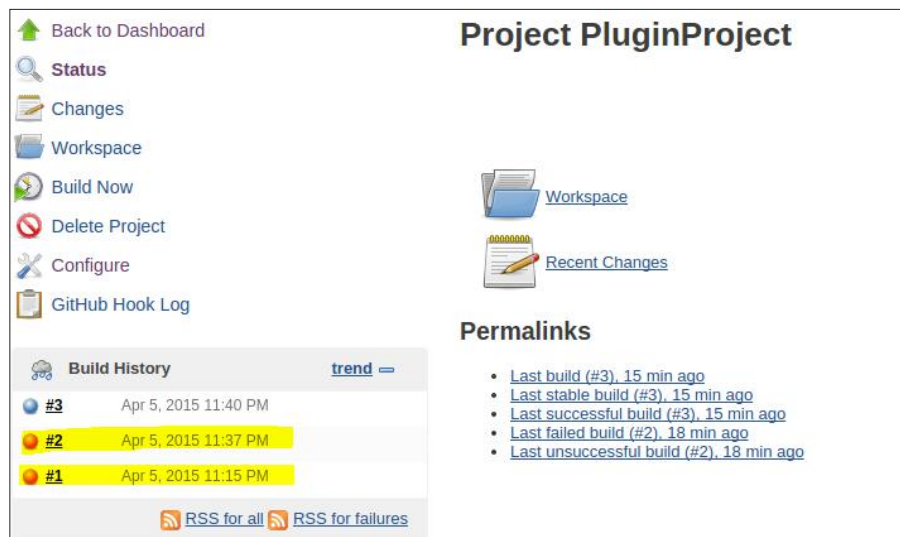 Back to Dashboard
Status
Changes
Workspace
Build Now
Delete Project
Configure
GitHub Hook Log
Build History trend
#3 Apr 5, 2015 11:40 PM
#2 Apr 5, 2015 11:37 PM
#1 Apr 5, 2015 11:15 PM
RSS for all RSS for failures
Project PluginProject
Workspace
Recent Changes
Permalinks
Last build (#3), 15 min ago
Last stable build (#3), 15 min ago
Last successful build (#3), 15 min ago
Last failed build (#2), 18 min ago
Last unsuccessful build (#2), 18 min ago